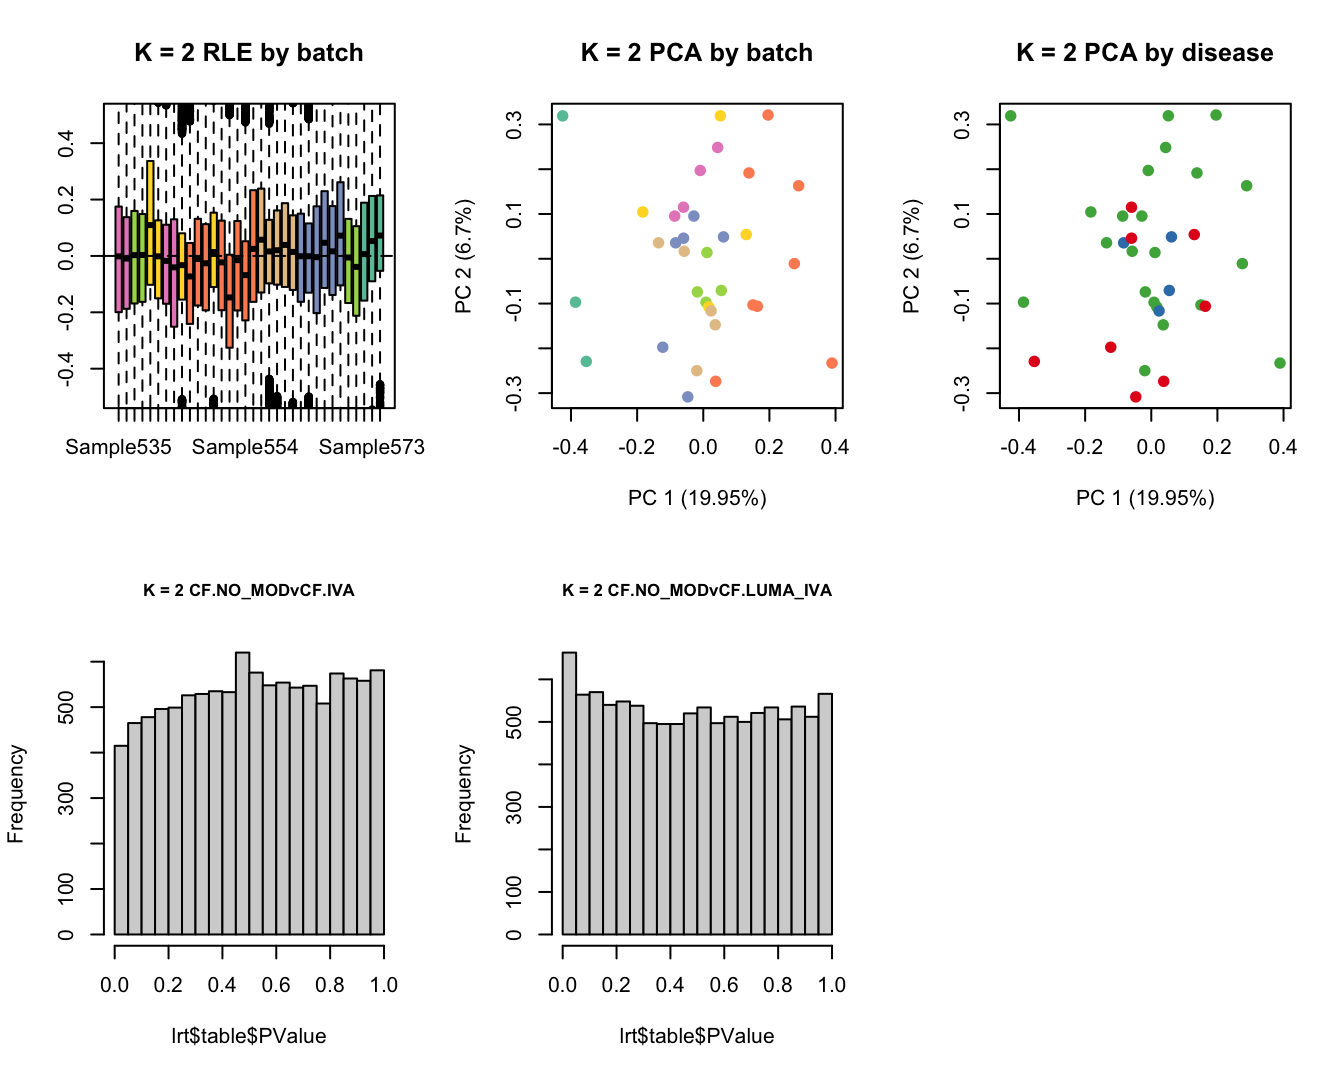 K = 2 RLE by batch
0.4
0.2
0.0
-0.2
-0.4
Sample535 Sample554 Sample573
K = 2 PCA by batch
PC 2 (6.7%)
0.3
0.1
-0.1
-0.3
-0.4 -0.2 0.0 0.2 0.4
PC 1 (19.95%)
K = 2 PCA by disease
PC 2 (6.7%)
0.3
0.1
-0.1
-0.3
-0.4 -0.2 0.0 0.2 0.4
PC 1 (19.95%)
K = 2 CF.NO_MODvCF.IVA
Frequency
500
300
100
0
0.0 0.2 0.4 0.6 0.8 1.0
lrt$table$PValue
K = 2 CF.NO_MODvCF.LUMA_IVA
Frequency
500
300
100
0
0.0 0.2 0.4 0.6 0.8 1.0
lrt$table$PValue